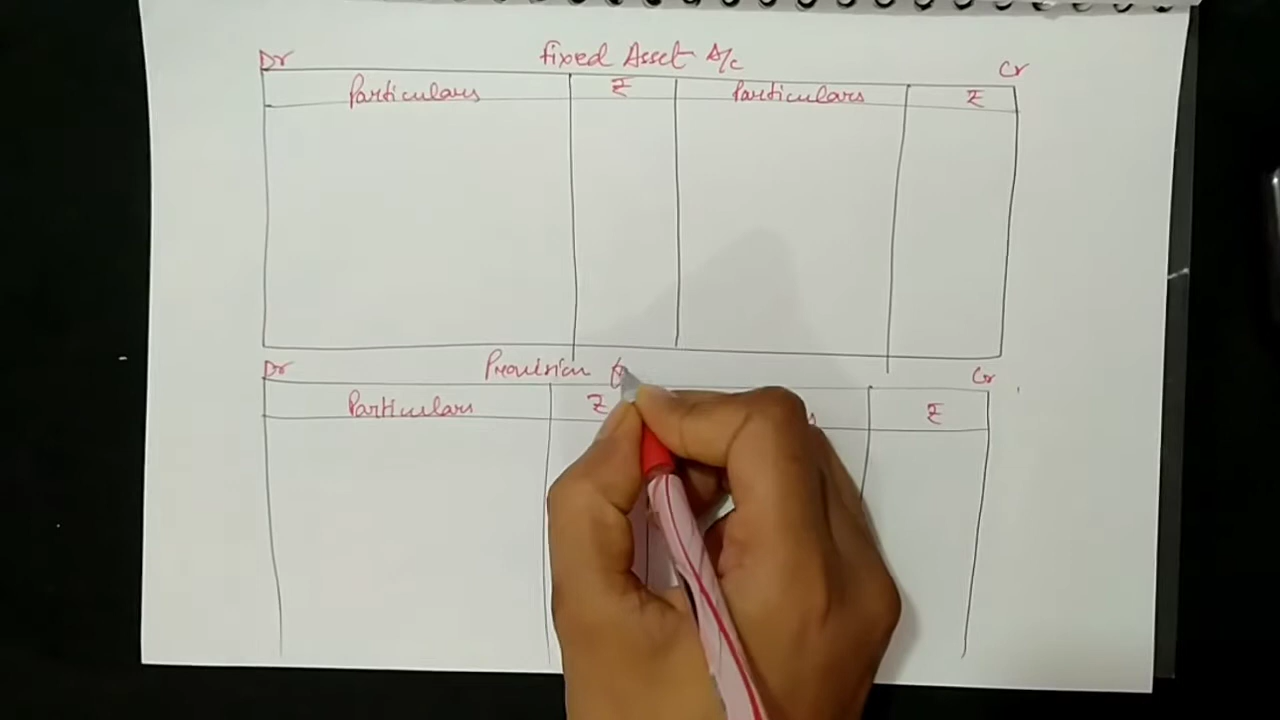 Dr fixed Asset A/c Cr
Particulars ₹ Particulars ₹
Dr Provision Cr
Particulars ₹ ₹